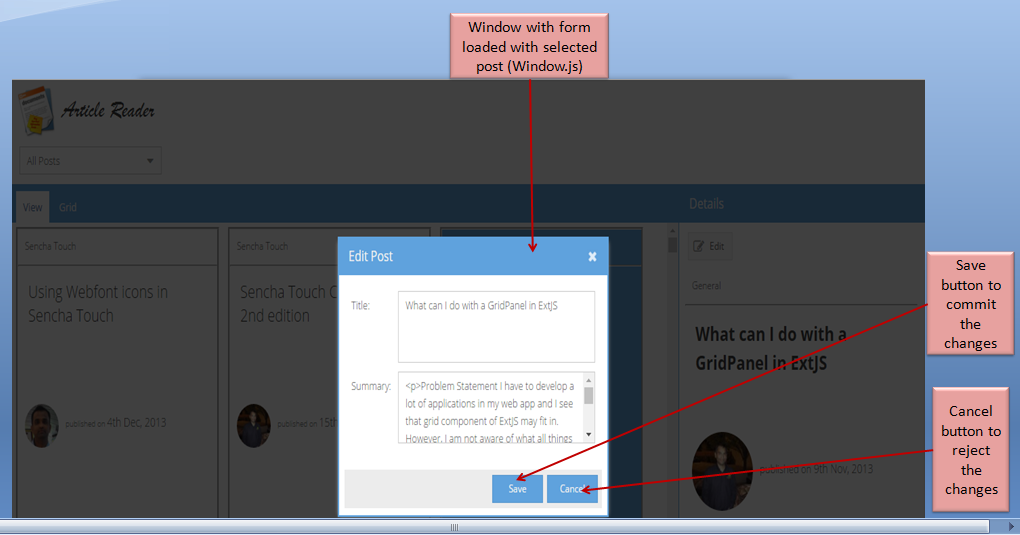 Window with form
loaded with selected
post (Window.js)
Article Reader
All Posts
View Grid
Details
Sencha Touch
Using Webfont Icons in
Sencha Touch
published on 4th Dec, 2013
Sencha Touch
Sencha Touch C
2nd edition
published on 15th
Edit Post
Title:
What can I do with a GridPanel in ExtJS
Summary:
<p>Problem Statement I have to develop a
lot of applications in my web app and I see
that grid component of ExtJS may fit in.
However, I am not aware of what all things
Save
Cancel
Edit
General
What can I do with a
GridPanel in ExtJS
published on 9th Nov, 2013
Save
button to
commit
the
changes
Cancel
button to
reject
the
changes